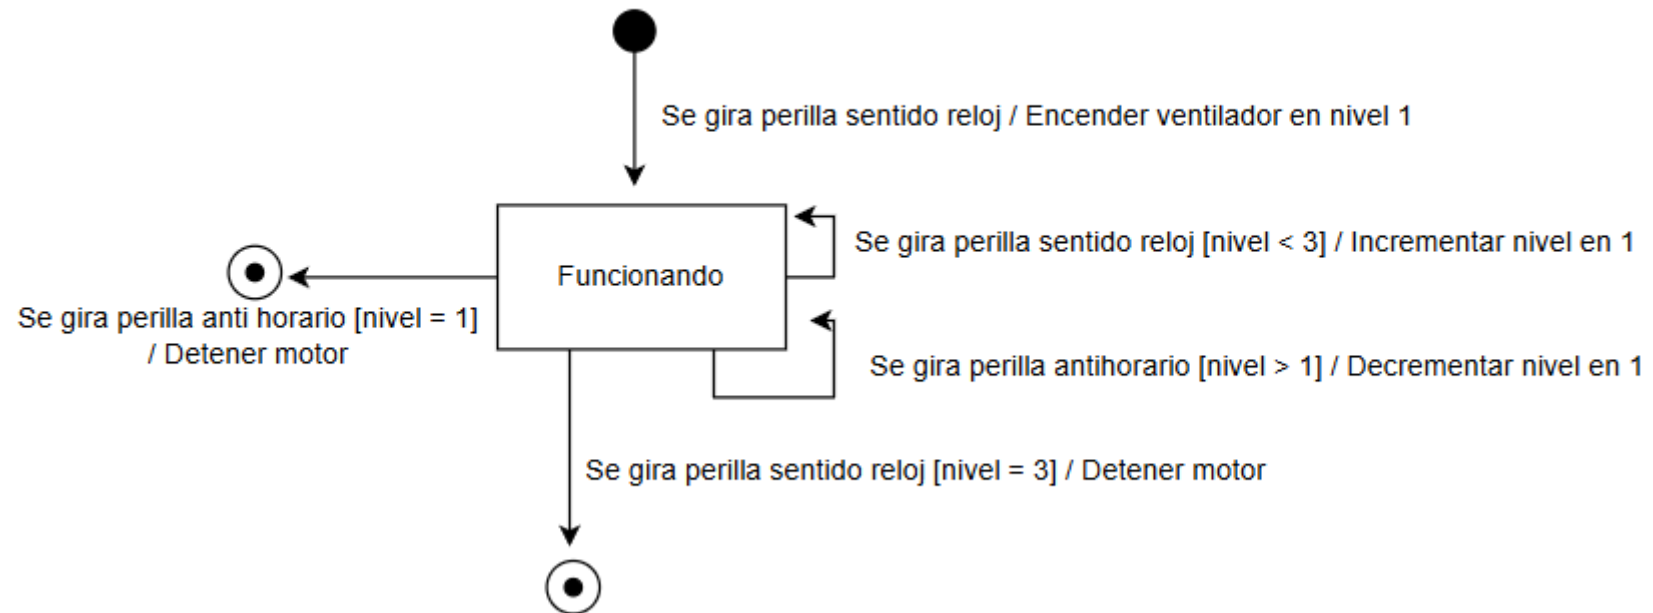 Se gira perilla sentido reloj / Encender ventilador en nivel 1
Se gira perilla sentido reloj [nivel < 3] / Incrementar nivel en 1
Funcionando
Se gira perilla anti horario [nivel = 1]
/ Detener motor
Se gira perilla antihorario [nivel > 1] / Decrementar nivel en 1
Se gira perilla sentido reloj [nivel = 3] / Detener motor